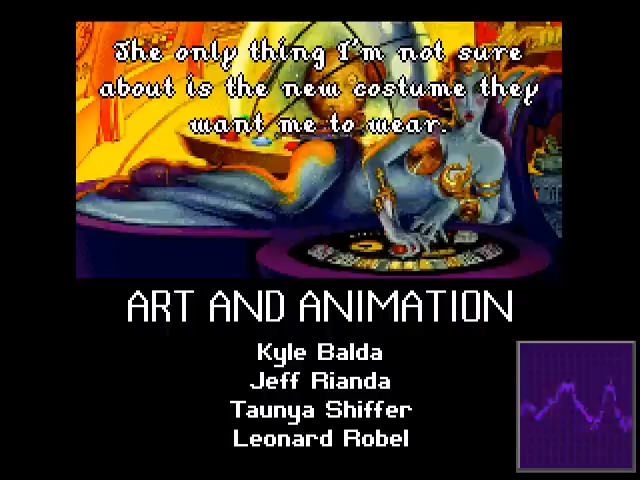 The only thing I'm not sure
about is the new costume they
want me to wear.
ART AND ANIMATION
Kyle Balda
Jeff Rianda
Taunya Shiffer
Leonard Robel